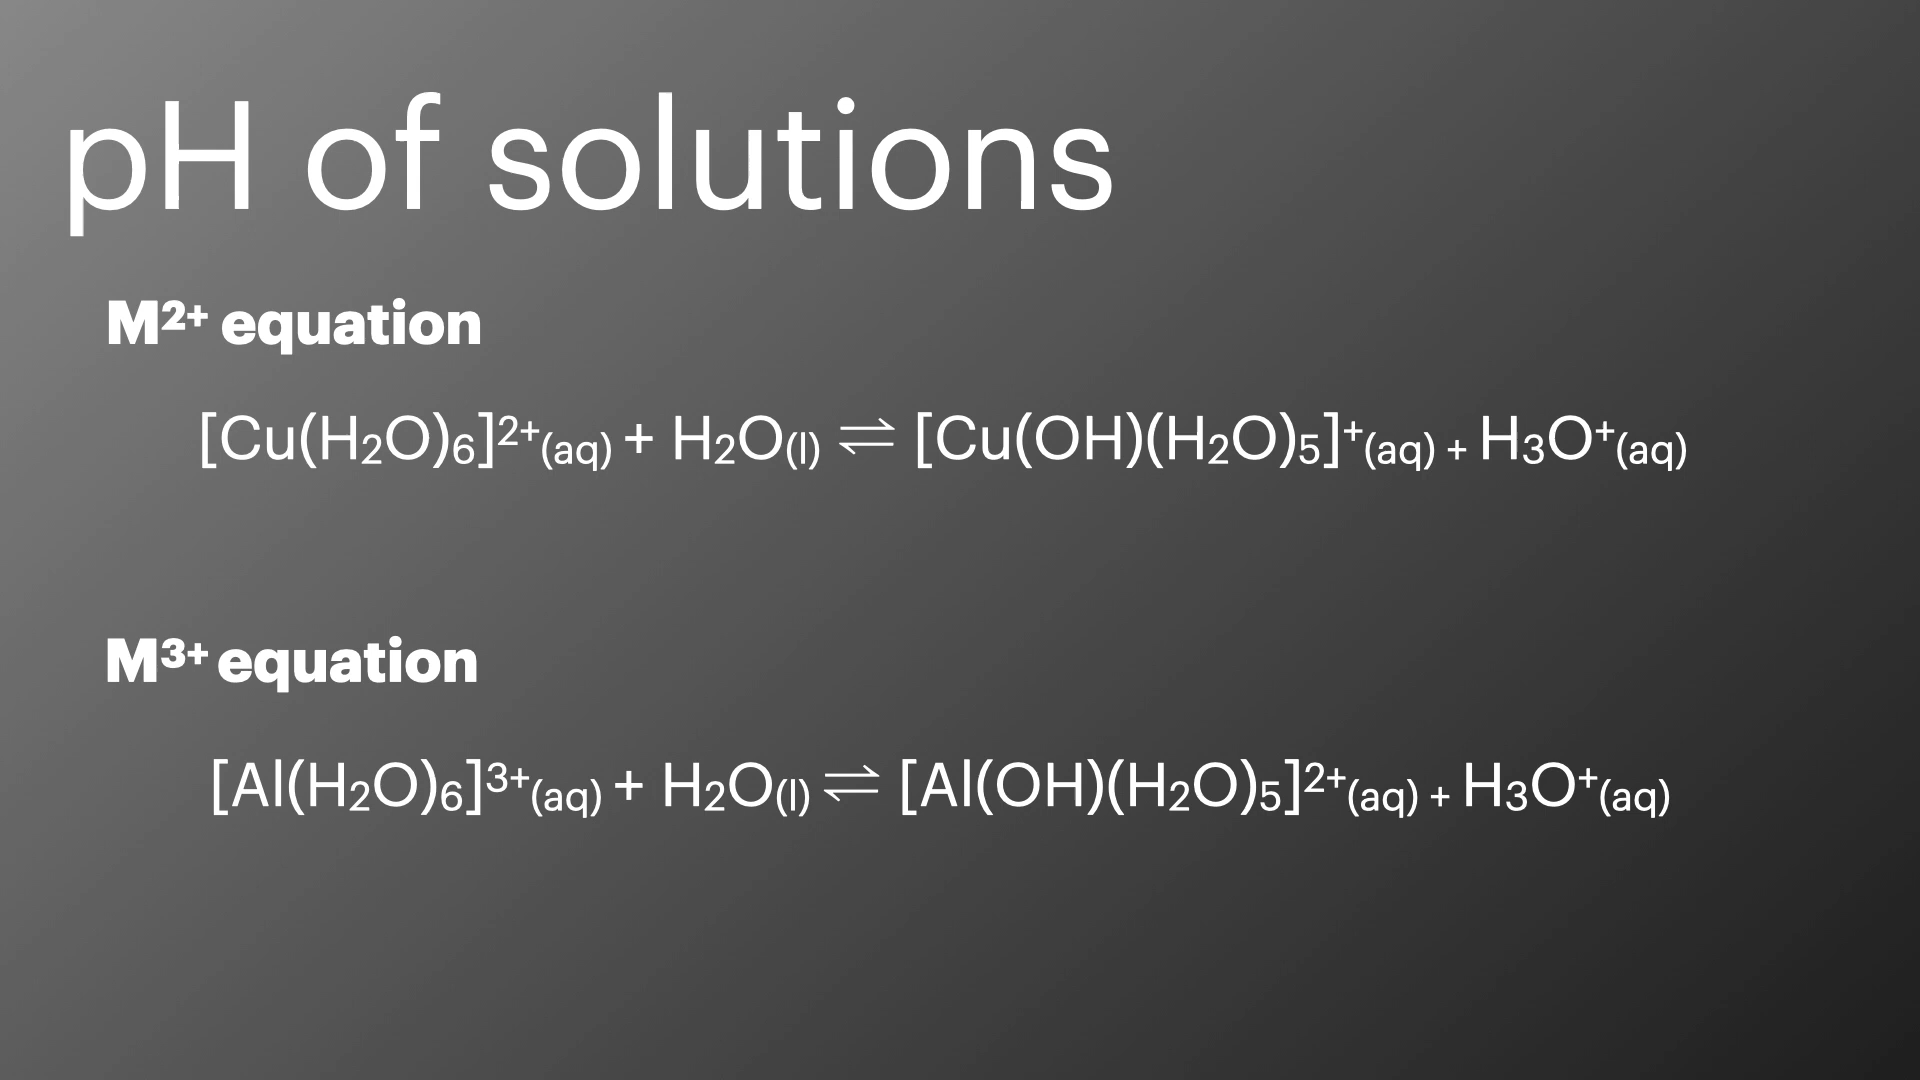 pH of solutions
M²⁺ equation
[Cu(H₂O)₆]²⁺₍aq₎ + H₂O₍l₎ ⇌ [Cu(OH)(H₂O)₅]⁺₍aq₎ + H₃O⁺₍aq₎
M³⁺ equation
[Al(H₂O)₆]³⁺₍aq₎ + H₂O₍l₎ ⇌ [Al(OH)(H₂O)₅]²⁺₍aq₎ + H₃O⁺₍aq₎